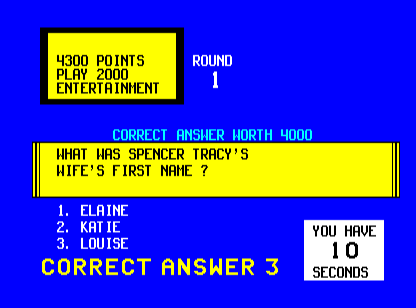 4300 POINTS
PLAY 2000
ENTERTAINMENT
ROUND
1
CORRECT ANSWER WORTH 4000
WHAT WAS SPENCER TRACY'S
WIFE'S FIRST NAME ?
1. ELAINE
2. KATIE
3. LOUISE
CORRECT ANSWER 3
YOU HAVE
10
SECONDS